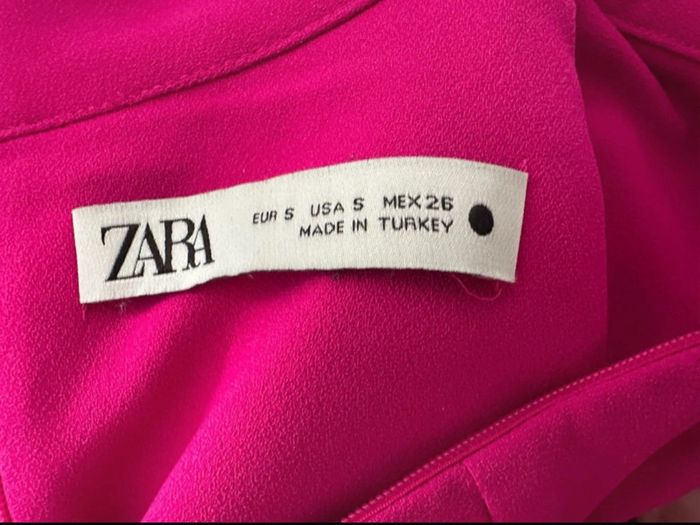 ZARA
EUR S USA S MEX 26
MADE IN TURKEY